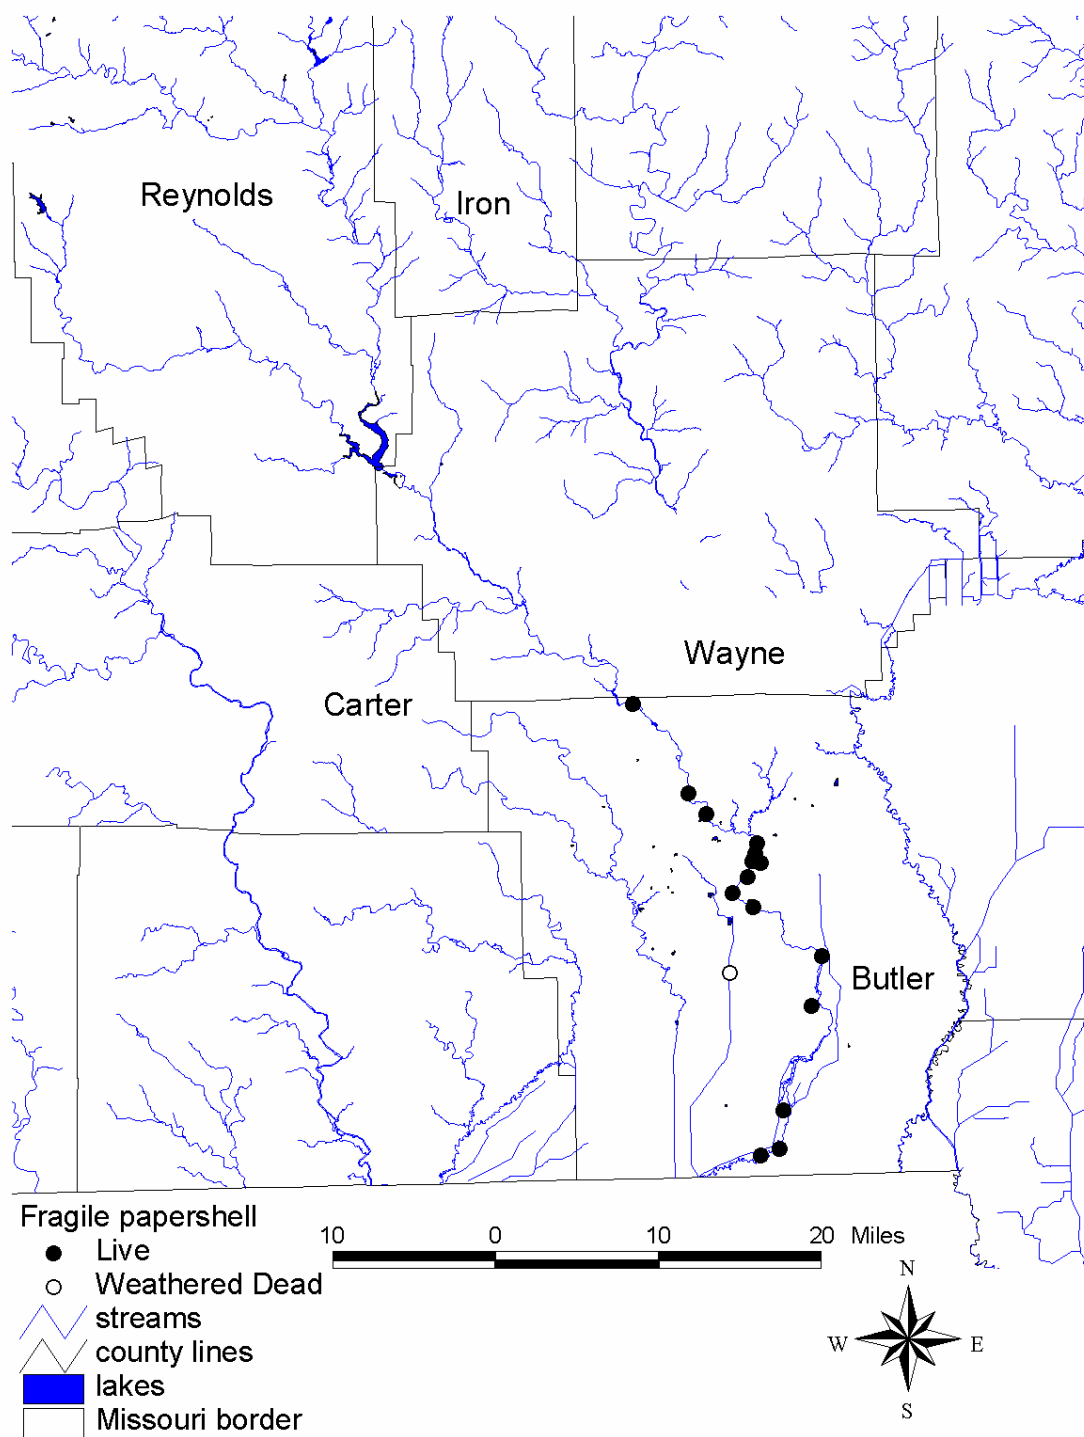 Reynolds
Iron
Wayne
Carter
Butler
Fragile papershell
Live
Weathered Dead
streams
county lines
lakes
Missouri border
10 0 10 20 Miles
N
W E
S